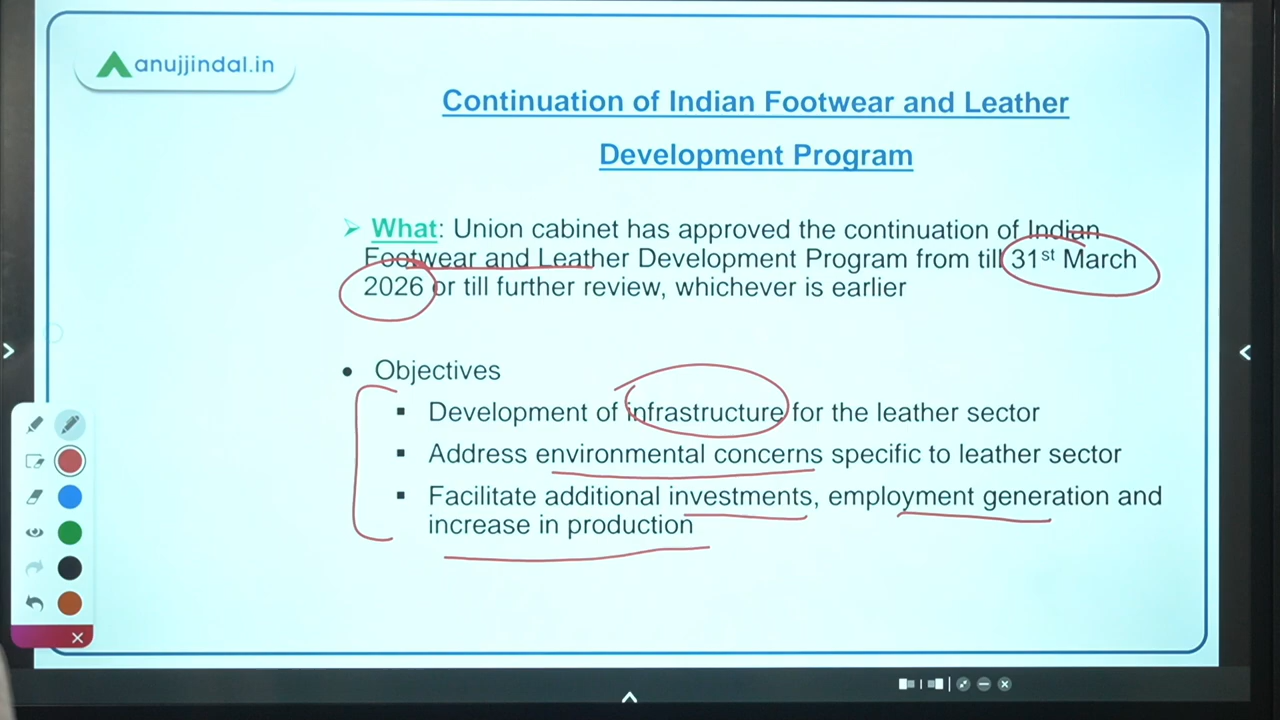 anujjindal.in
Continuation of Indian Footwear and Leather
Development Program
What: Union cabinet has approved the continuation of Indian
Footwear and Leather Development Program from till 31st March
2026 or till further review, whichever is earlier
Objectives
Development of infrastructure for the leather sector
Address environmental concerns specific to leather sector
Facilitate additional investments, employment generation and
increase in production